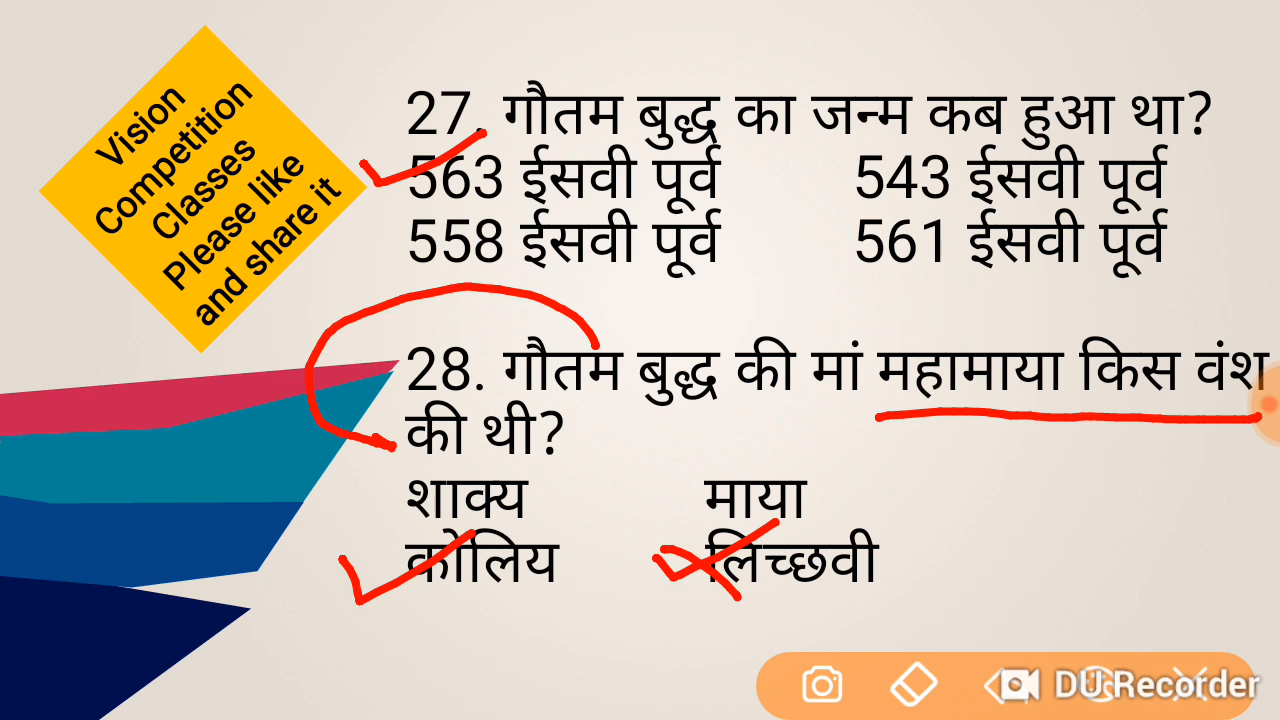 Vision
Competition
Classes
Please like
and share it
27. गौतम बुद्ध का जन्म कब हुआ था?
563 ईसवी पूर्व 543 ईसवी पूर्व
558 ईसवी पूर्व 561 ईसवी पूर्व
28. गौतम बुद्ध की मां महामाया किस वंश
की थी?
शाक्य माया
कोलिय लिच्छवी
DU Recorder